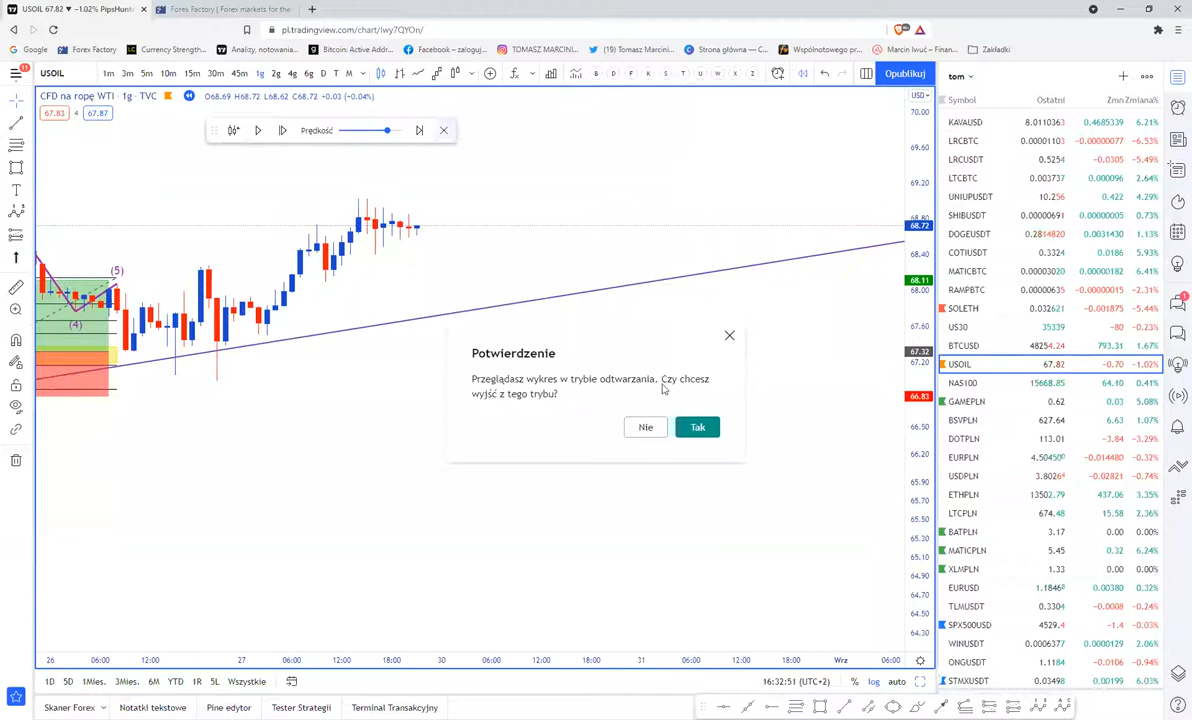 USOIL 67.82 ▼ −1.02% PipsHunt
Forex Factory | Forex markets for the
pl.tradingview.com/chart/lwy7QYOn/
Google
Forex Factory
Currency Strength...
Analizy, notowania...
Bitcoin: Active Addr...
Facebook – zaloguj...
TOMASZ MARCINI...
(4) Tomasz Marcini...
Strona główna — C...
Wspólnotowego pr...
Marcin Iwuć – Finan...
Zakładki
11
USOIL
1m 3m 5m 10m 15m 30m 45m 1g 2g 4g 6g D T M
B D F K S T U W X Z
Opublikuj
tom
CFD na ropę WTI · 1g · TVC
O68.69 H68.72 L68.62 C68.72 +0.03 (+0.04%)
67.83 4 67.87
Prędkość
USD
70.00
69.60
69.20
68.80
68.72
68.40
68.11
68.00
67.60
67.32
67.20
66.83
66.50
66.20
65.90
65.70
65.50
65.30
65.10
64.90
64.70
64.50
64.30
(5)
(4)
Potwierdzenie
Przeglądasz wykres w trybie odtwarzania. Czy chcesz
wyjść z tego trybu?
Nie Tak
26 06:00 12:00 27 06:00 12:00 18:00 30 06:00 12:00 18:00 31 06:00 12:00 18:00 Wrz 06:00
1D 5D 1Mies. 3Mies. 6M YTD 1R 5L Wszystkie
16:32:51 (UTC+2) % log auto
Skaner Forex Notatki tekstowe Pine edytor Tester Strategii Terminal Transakcyjny
Symbol Ostatni Zmn Zmiana%
KAVAUSD 8.0110363 0.4685339 6.21%
LRCBTC 0.00001103 −0.00000077 −6.53%
LRCUSD 0.5254 −0.0305 −5.49%
LTCBTC 0.003737 0.000096 2.64%
UNIUPUSDT 10.256 0.422 4.29%
SHIBUSDT 0.00000691 0.00000005 0.73%
DOGEUSDT 0.2814820 0.0031430 1.13%
COTIUSDT 0.3324 0.0186 5.93%
MATICBTC 0.00003020 0.00000182 6.41%
RAMPBTC 0.00000635 −0.00000015 −2.31%
SOLETH 0.032621 −0.001875 −5.44%
US30 35339 −80 −0.23%
BTCUSD 48254.24 793.31 1.67%
USOIL 67.82 −0.70 −1.02%
NAS100 15668.85 64.10 0.41%
GAMEPLN 0.62 0.03 5.08%
BSVPLN 627.64 6.63 1.07%
DOTPLN 113.01 −3.84 −3.29%
EURPLN 4.50450 −0.014480 −0.32%
USDPLN 3.80264 −0.02821 −0.74%
ETHPLN 13502.79 437.06 3.35%
LTCPLN 674.48 15.58 2.36%
BATPLN 3.17 0.00 0.00%
MATICPLN 5.45 0.32 6.24%
XLMPLN 1.33 0.00 0.00%
EURUSD 1.18468 0.00380 0.32%
TLMUSDT 0.3304 −0.0008 −0.24%
SPX500USD 4529.4 −1.4 −0.03%
WINUSDT 0.0006377 0.0000129 2.06%
ONGUSDT 1.1184 −0.0106 −0.94%
STMXUSDT 0.03498 0.00199 6.03%